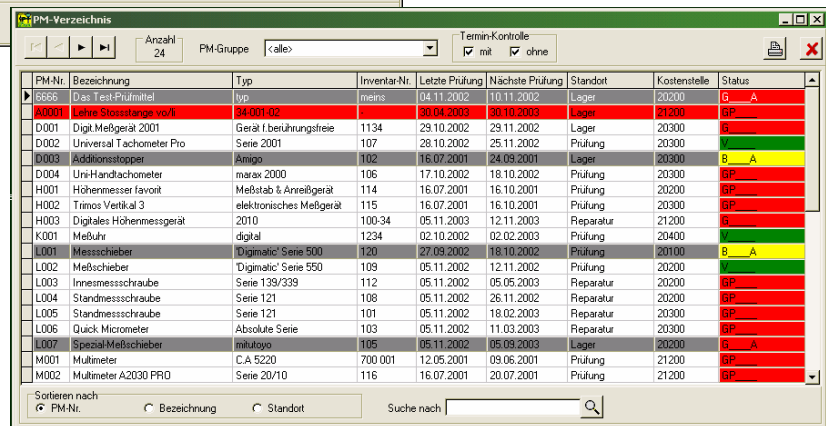 PM-Verzeichnis
Anzahl
24
PM-Gruppe <alle>
Termin-Kontrolle
mit ohne
PM-Nr. Bezeichnung Typ Inventar-Nr. Letzte Prüfung Nächste Prüfung Standort Kostenstelle Status
6666 Das Test-Prüfmittel typ meins 04.11.2002 10.11.2002 Lager 20200 G____A
A0001 Lehre Stossstange vo/li 34-001-02 30.04.2003 30.10.2003 Lager 21200 GP____
D001 Digit.Meßgerät 2001 Gerät f.berührungsfreie 1134 29.10.2002 29.11.2002 Lager 20300 G_____
D002 Universal Tachometer Pro Serie 2001 107 28.10.2002 25.11.2002 Prüfung 20300 V_____
D003 Additionsstopper Amigo 102 16.07.2001 24.09.2001 Lager 20300 B____A
D004 Uni-Handtachometer marax 2000 106 17.10.2002 18.10.2002 Prüfung 20300 GP____
H001 Höhenmesser favorit Meßstab & Anreißgerät 114 16.07.2001 16.10.2001 Prüfung 20200 GP____
H002 Trimos Vertikal 3 elektronisches Meßgerät 115 16.07.2001 16.10.2001 Prüfung 20300 GP____
H003 Digitales Höhenmessgerät 2010 100-34 05.11.2003 12.11.2003 Reparatur 21200 G_____
K001 Meßuhr digital 1234 02.10.2002 02.02.2003 Prüfung 20400 V_____
L001 Messschieber 'Digimatic' Serie 500 120 27.09.2002 18.10.2002 Prüfung 20100 B____A
L002 Meßschieber 'Digimatic' Serie 550 109 05.11.2002 12.11.2002 Prüfung 20200 V_____
L003 Innesmessschraube Serie 139/339 112 05.11.2002 05.05.2003 Reparatur 20200 GP____
L004 Standmessschraube Serie 121 108 05.11.2002 26.11.2002 Reparatur 20200 GP____
L005 Standmessschraube Serie 121 101 05.11.2002 18.02.2003 Reparatur 20300 GP____
L006 Quick Micrometer Absolute Serie 103 05.11.2002 11.03.2003 Reparatur 20300 GP____
L007 Spezial-Meßschieber mitutoyo 105 05.11.2002 05.09.2003 Lager 20200 G____A
M001 Multimeter C.A 5220 700 001 12.05.2001 09.06.2001 Prüfung 21200 GP____
M002 Multimeter A2030 PRO Serie 20/10 116 16.07.2001 20.07.2001 Prüfung 21200 GP____
Sortieren nach
PM-Nr. Bezeichnung Standort Suche nach